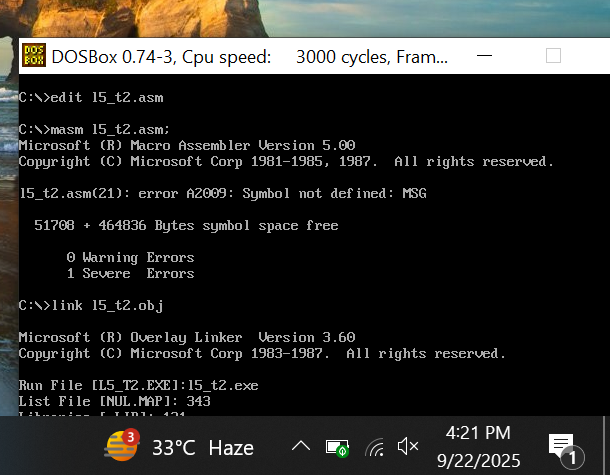 DOS
BOX
DOSBox 0.74-3, Cpu speed: 3000 cycles, Fram...
C:\>edit l5_t2.asm
C:\>masm l5_t2.asm;
Microsoft (R) Macro Assembler Version 5.00
Copyright (C) Microsoft Corp 1981-1985, 1987. All rights reserved.
l5_t2.asm(21): error A2009: Symbol not defined: MSG
51708 + 464836 Bytes symbol space free
0 Warning Errors
1 Severe Errors
C:\>link l5_t2.obj
Microsoft (R) Overlay Linker Version 3.60
Copyright (C) Microsoft Corp 1983-1987. All rights reserved.
Run File [L5_T2.EXE]:l5_t2.exe
List File [NUL.MAP]: 343
3
33°C Haze
4:21 PM
9/22/2025
1